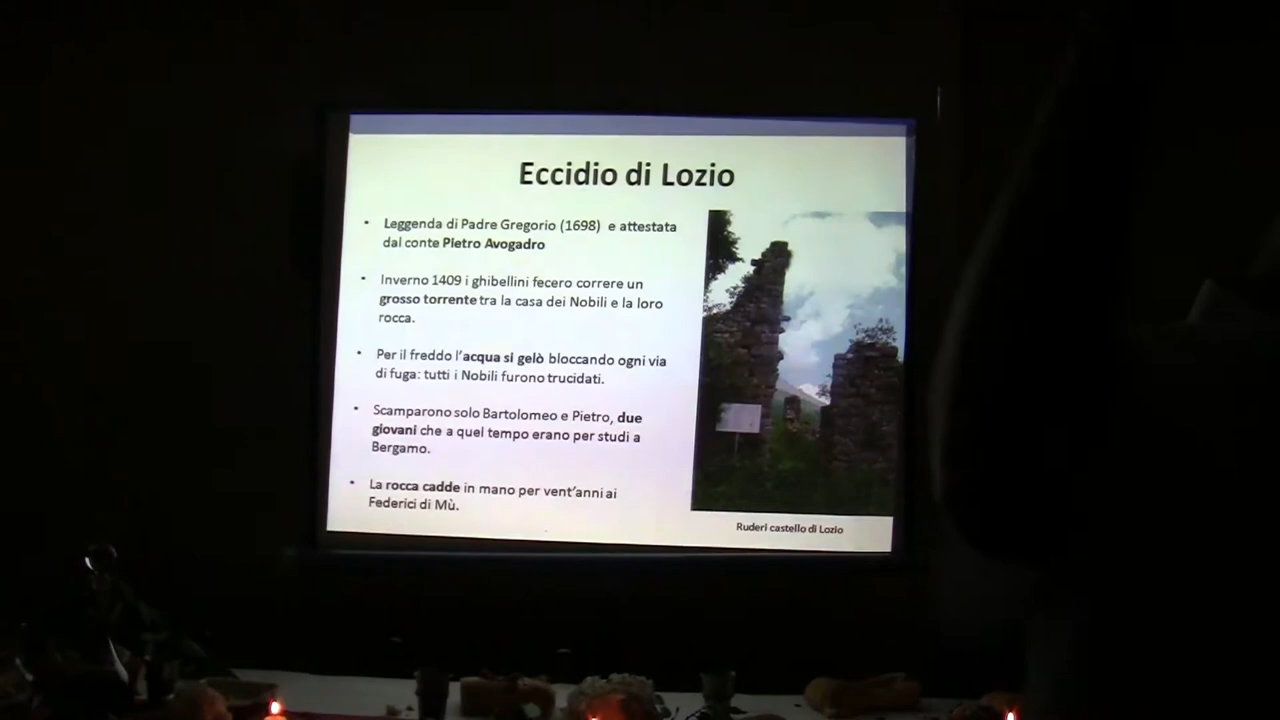 Eccidio di Lozio
• Leggenda di Padre Gregorio (1698) e attestata
dal conte Pietro Avogadro
• Inverno 1409 i ghibellini fecero correre un
grosso torrente tra la casa dei Nobili e la loro
rocca.
• Per il freddo l'acqua si gelò bloccando ogni via
di fuga: tutti i Nobili furono trucidati.
• Scamparono solo Bartolomeo e Pietro, due
giovani che a quel tempo erano per studi a
Bergamo.
• La rocca cadde in mano per vent'anni ai
Federici di Mù.
Ruderi castello di Lozio